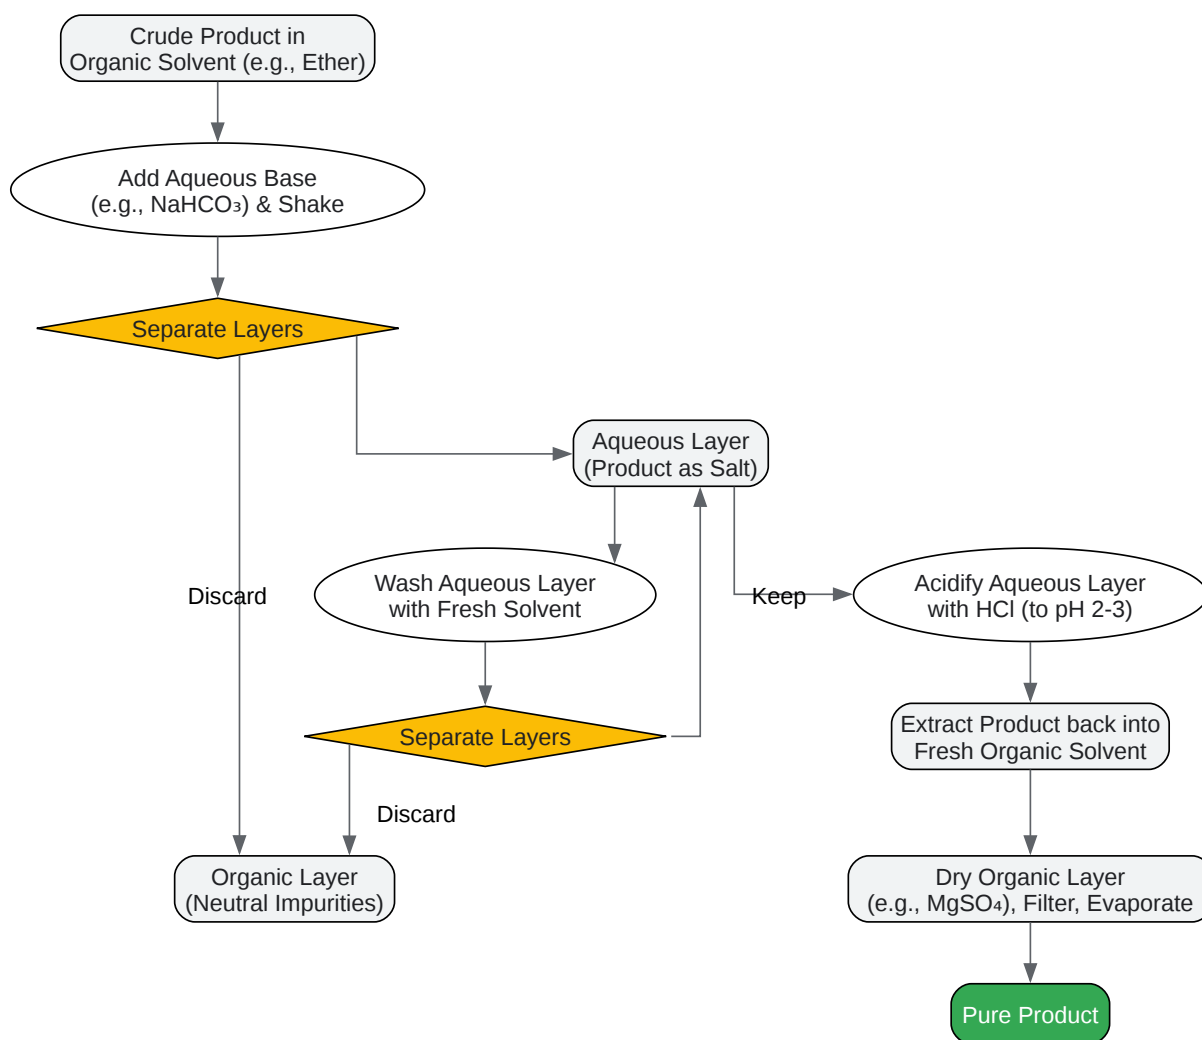 Crude Product in
Organic Solvent (e.g., Ether)
Add Aqueous Base
(e.g., NaHCO₃) & Shake
Separate Layers
Aqueous Layer
(Product as Salt)
Discard
Wash Aqueous Layer
with Fresh Solvent
Keep
Acidify Aqueous Layer
with HCl (to pH 2-3)
Separate Layers
Extract Product back into
Fresh Organic Solvent
Discard
Organic Layer
(Neutral Impurities)
Dry Organic Layer
(e.g., MgSO₄), Filter, Evaporate
Pure Product